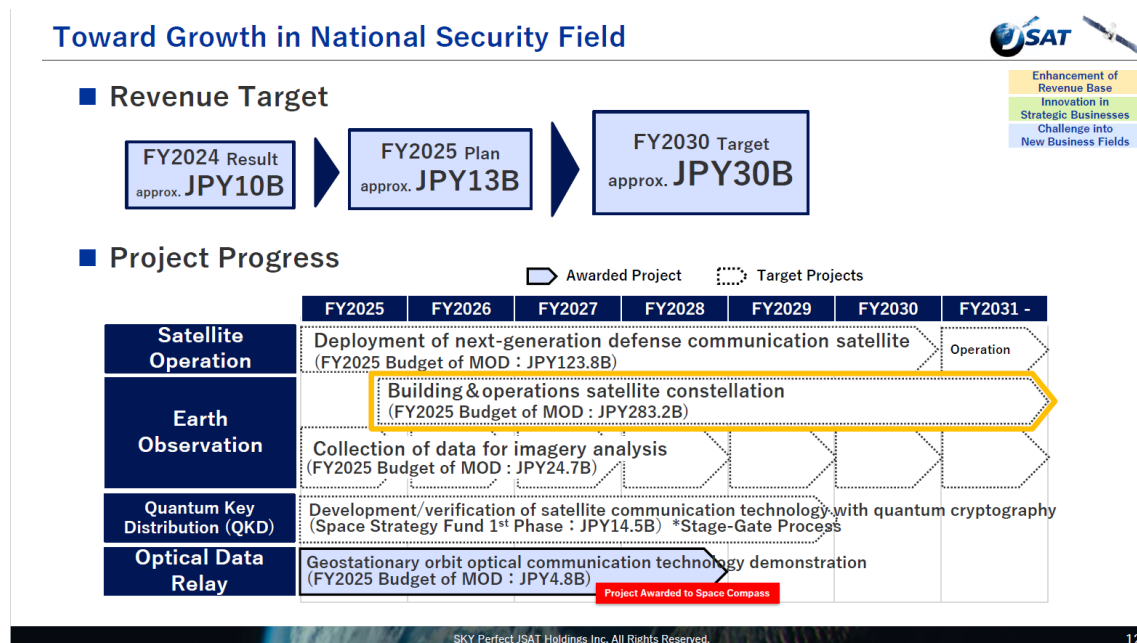 Toward Growth in National Security Field
JSAT
Enhancement of
Revenue Base
Innovation in
Strategic Businesses
Challenge into
New Business Fields
■ Revenue Target
FY2024 Result
approx. JPY10B
FY2025 Plan
approx. JPY13B
FY2030 Target
approx. JPY30B
■ Project Progress
Awarded Project
Target Projects
FY2025 FY2026 FY2027 FY2028 FY2029 FY2030 FY2031 -
Satellite
Operation
Deployment of next-generation defense communication satellite
(FY2025 Budget of MOD：JPY123.8B)
Operation
Earth
Observation
Building＆operations satellite constellation
(FY2025 Budget of MOD : JPY283.2B)
Collection of data for imagery analysis
(FY2025 Budget of MOD : JPY24.7B)
Quantum Key
Distribution (QKD)
Development/verification of satellite communication technology with quantum cryptography
(Space Strategy Fund 1st Phase：JPY14.5B) *Stage-Gate Process
Optical Data
Relay
Geostationary orbit optical communication technology demonstration
(FY2025 Budget of MOD：JPY4.8B)
Project Awarded to Space Compass
SKY Perfect JSAT Holdings Inc. All Rights Reserved.